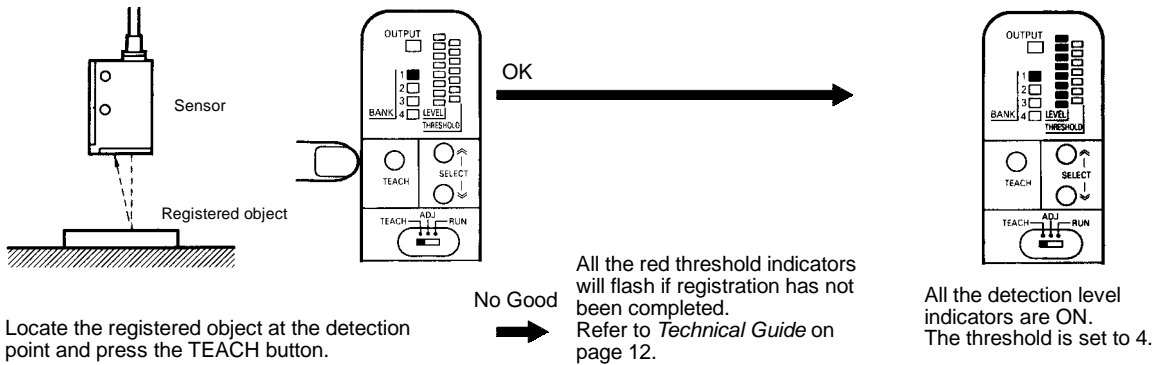 Sensor
Registered object
Locate the registered object at the detection
point and press the TEACH button.
OUTPUT
1
2
3
BANK 4
LEVEL
THRESHOLD
TEACH
SELECT
ADJ
TEACH RUN
OK
No Good
All the red threshold indicators
will flash if registration has not
been completed.
Refer to Technical Guide on
page 12.
OUTPUT
1
2
3
BANK 4
LEVEL
THRESHOLD
TEACH
SELECT
ADJ
TEACH RUN
All the detection level
indicators are ON.
The threshold is set to 4.